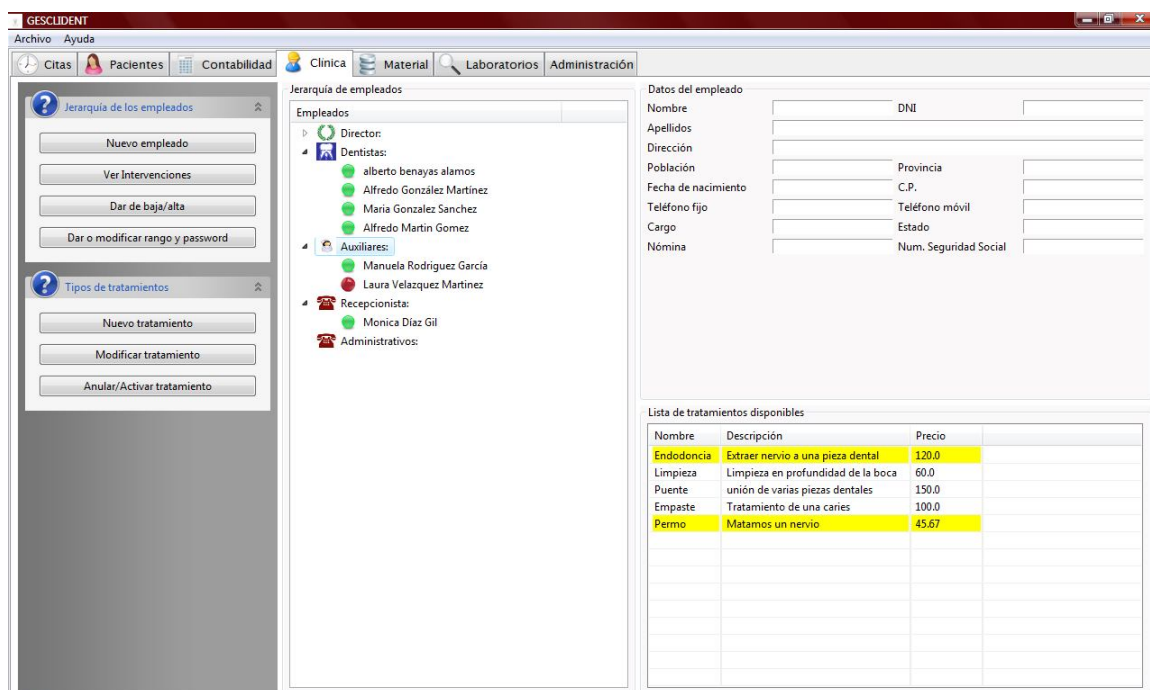 GESCLIDENT
Archivo Ayuda
Citas Pacientes Contabilidad Clínica Material Laboratorios Administración
Jerarquía de los empleados
Nuevo empleado
Ver Intervenciones
Dar de baja/alta
Dar o modificar rango y password
Tipos de tratamientos
Nuevo tratamiento
Modificar tratamiento
Anular/Activar tratamiento
Jerarquía de empleados
Empleados
Director:
Dentistas:
alberto benayas alamos
Alfredo González Martínez
Maria Gonzalez Sanchez
Alfredo Martin Gomez
Auxiliares:
Manuela Rodriguez García
Laura Velazquez Martinez
Recepcionista:
Monica Díaz Gil
Administrativos:
Datos del empleado
Nombre DNI
Apellidos
Dirección
Población Provincia
Fecha de nacimiento C.P.
Teléfono fijo Teléfono móvil
Cargo Estado
Nómina Num. Seguridad Social
Lista de tratamientos disponibles
Nombre Descripción Precio
Endodoncia Extraer nervio a una pieza dental 120.0
Limpieza Limpieza en profundidad de la boca 60.0
Puente unión de varias piezas dentales 150.0
Empaste Tratamiento de una caries 100.0
Permo Matamos un nervio 45.67